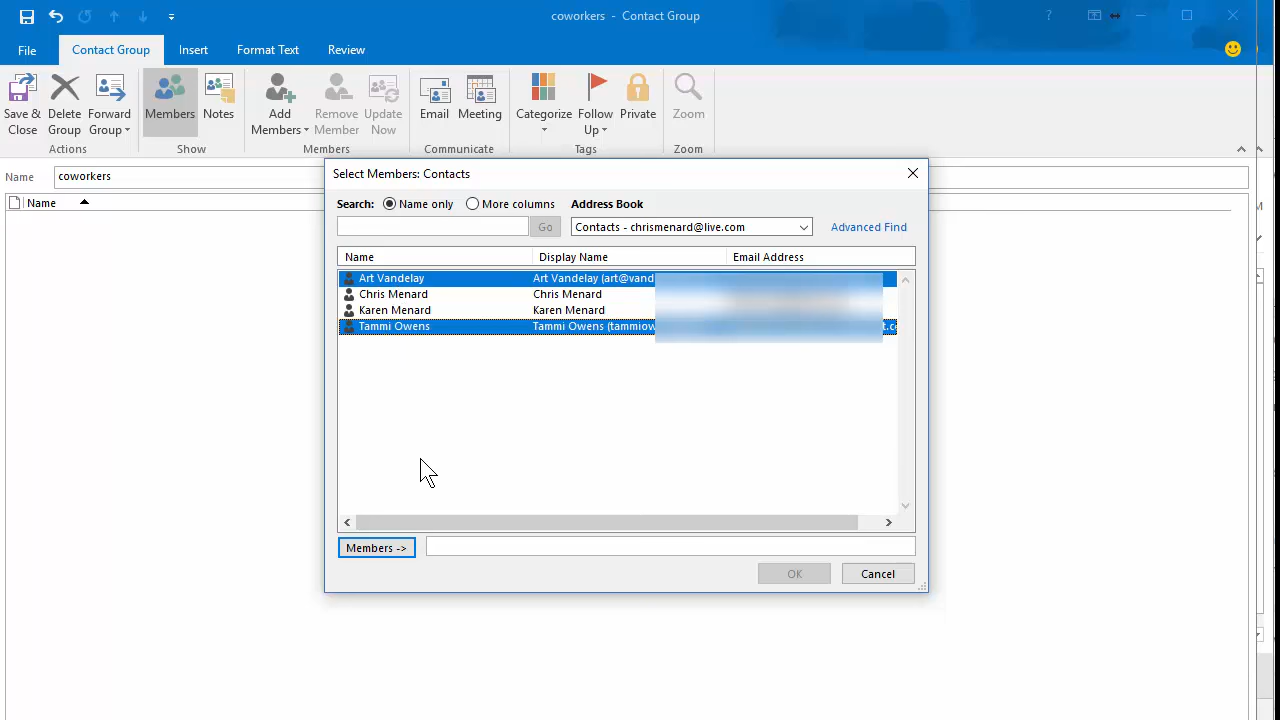 coworkers - Contact Group
?
File Contact Group Insert Format Text Review
Save & Close Delete Group Forward Group Members Notes Add Members Remove Member Update Now Email Meeting Categorize Follow Up Private Zoom
Actions Show Members Communicate Tags Zoom
Name coworkers
Name
Select Members: Contacts
Search: Name only More columns Address Book
Go Contacts - chrismenard@live.com Advanced Find
Name Display Name Email Address
Art Vandelay Art Vandelay (art@vand
Chris Menard Chris Menard
Karen Menard Karen Menard
Tammi Owens Tammi Owens (tammiow
Members ->
OK Cancel